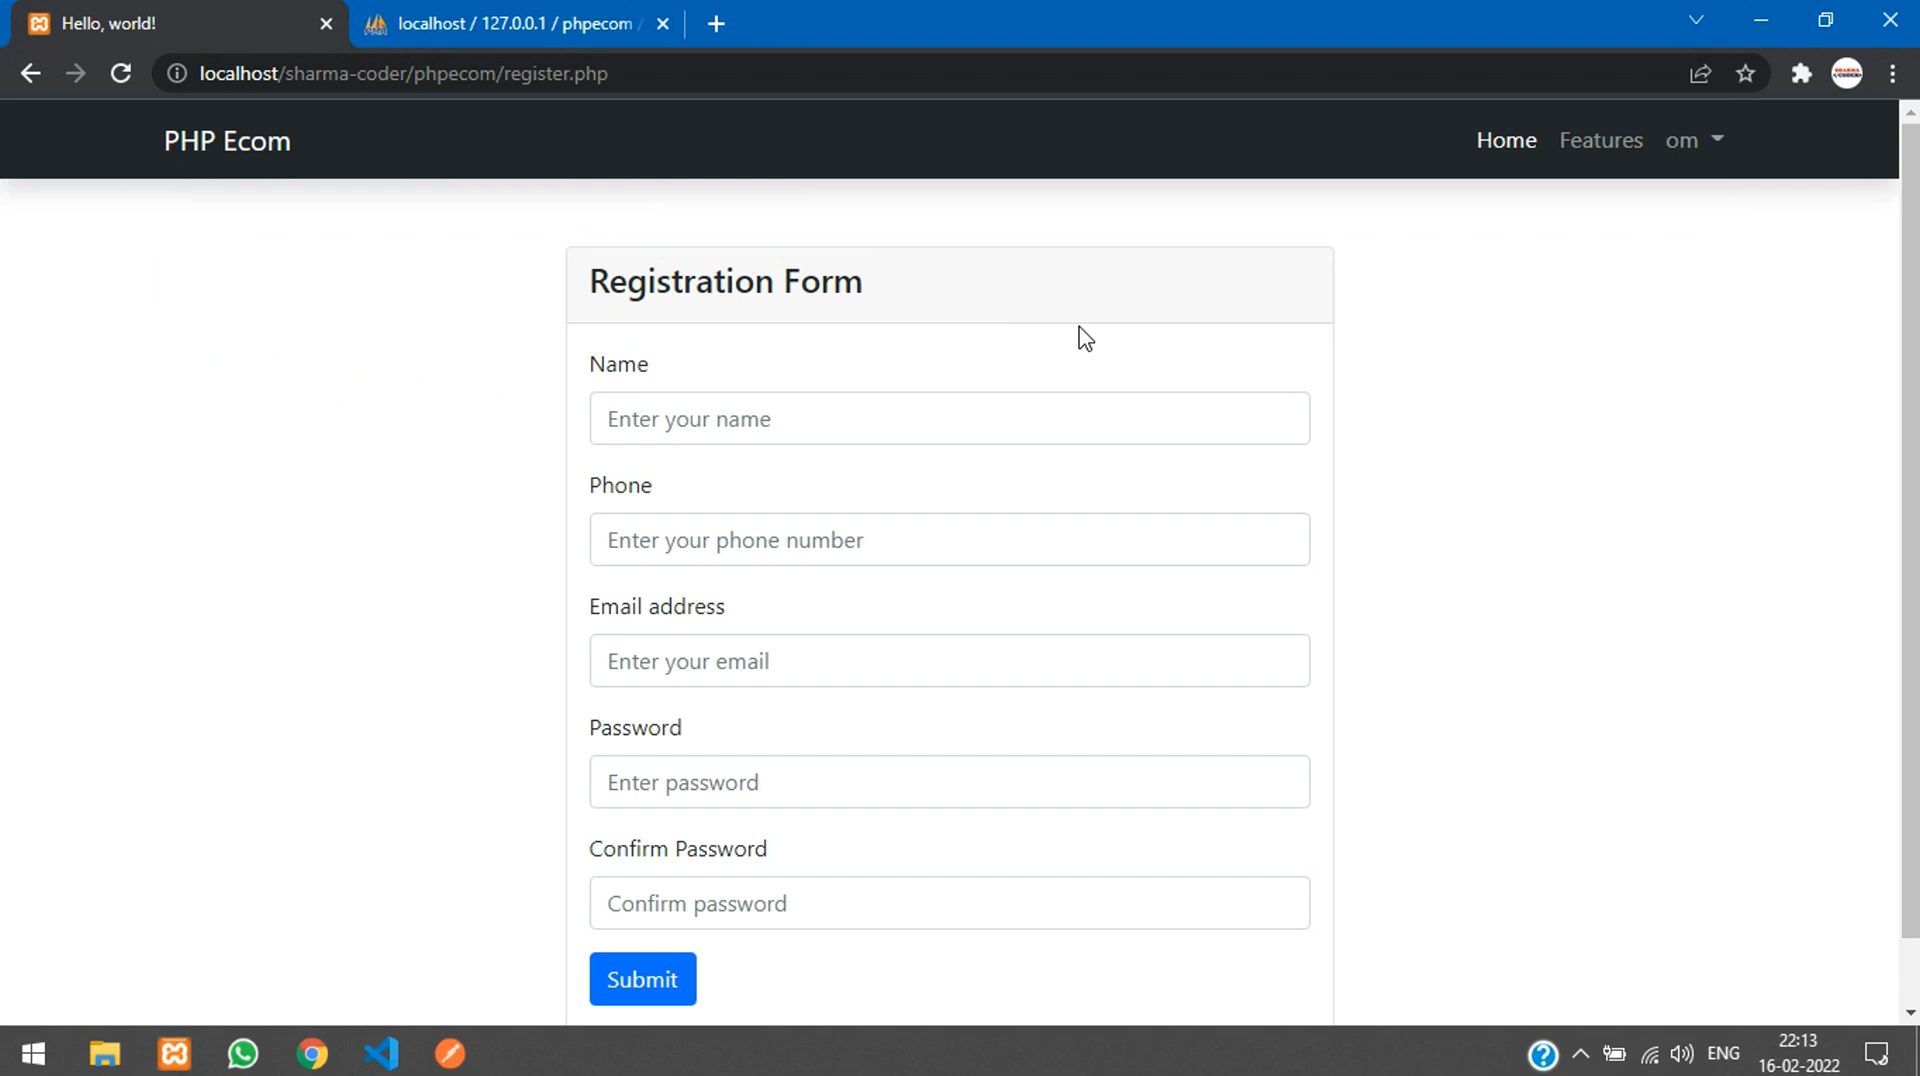 Hello, world!
localhost / 127.0.0.1 / phpecom /
localhost/sharma-coder/phpecom/register.php
PHP Ecom
Home
Features
om
Registration Form
Name
Enter your name
Phone
Enter your phone number
Email address
Enter your email
Password
Enter password
Confirm Password
Confirm password
Submit
ENG
22:13
16-02-2022